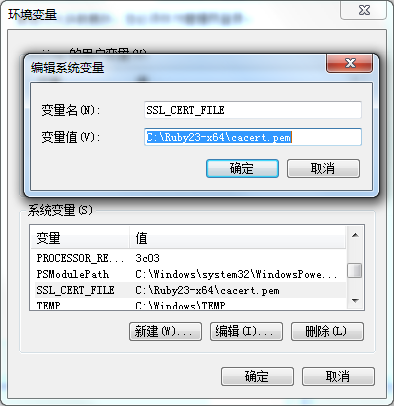 环境变量
的用户变量(U)
编辑系统变量
变量名(N):
SSL_CERT_FILE
变量值(V):
C:\Ruby23-x64\cacert.pem
确定
取消
系统变量(S)
变量 值
PROCESSOR_RE... 3c03
PSModulePath C:\Windows\system32\WindowsPowe...
SSL_CERT_FILE C:\Ruby23-x64\cacert.pem
TEMP C:\Windows\TEMP
新建(W)...
编辑(I)...
删除(L)
确定
取消